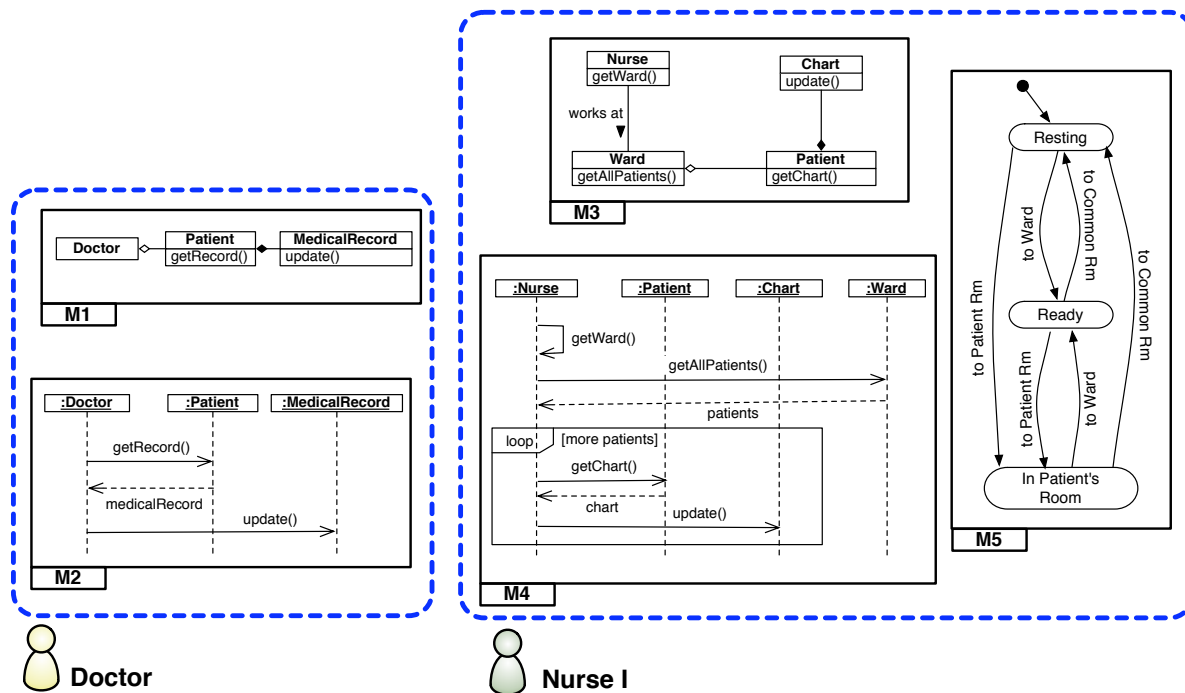 Doctor
Patient
getRecord()
MedicalRecord
update()
M1
:Doctor
:Patient
:MedicalRecord
getRecord()
medicalRecord
update()
M2
Doctor
Nurse
getWard()
Chart
update()
works at
Ward
getAllPatients()
Patient
getChart()
M3
:Nurse
:Patient
:Chart
:Ward
getWard()
getAllPatients()
patients
loop
[more patients]
getChart()
chart
update()
M4
Resting
to Patient Rm
to Ward
to Common Rm
to Common Rm
Ready
to Patient Rm
to Ward
In Patient's
Room
M5
Nurse I